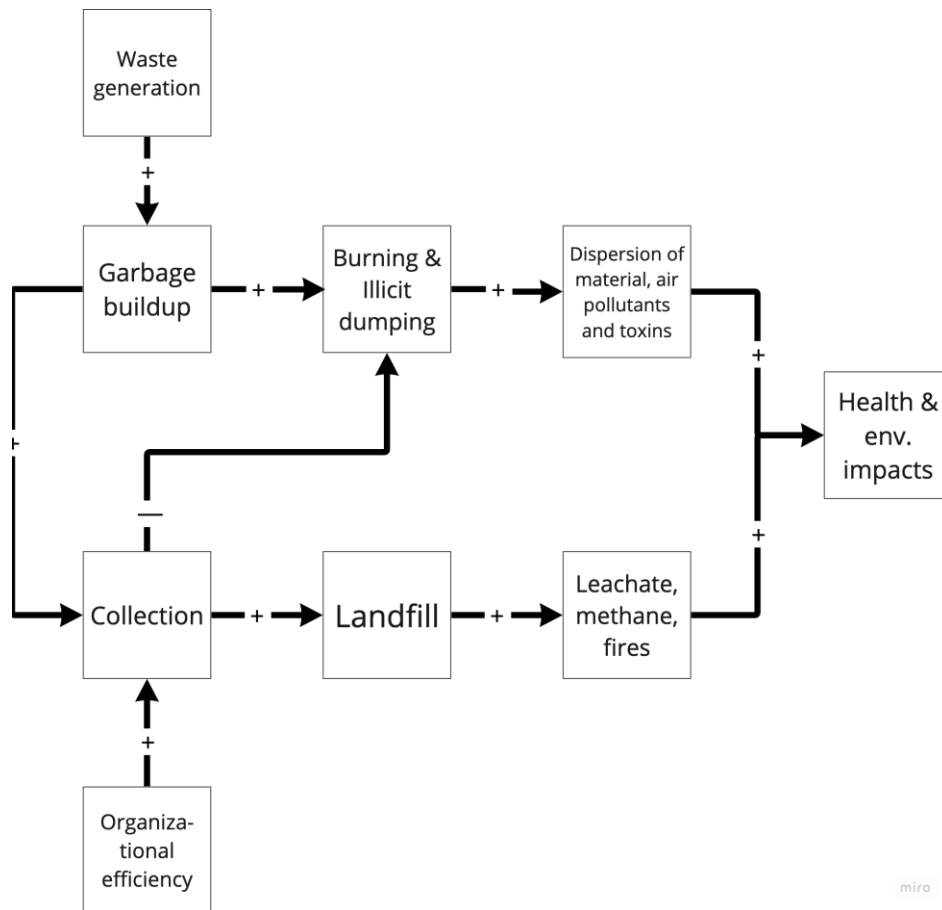 Waste
generation
+
Garbage
buildup
+
Burning &
Illicit
dumping
+
Dispersion of
material, air
pollutants
and toxins
+
Health &
env.
impacts
+
—
Collection
+
Landfill
+
Leachate,
methane,
fires
+
+
Organiza-
tional
efficiency
miro